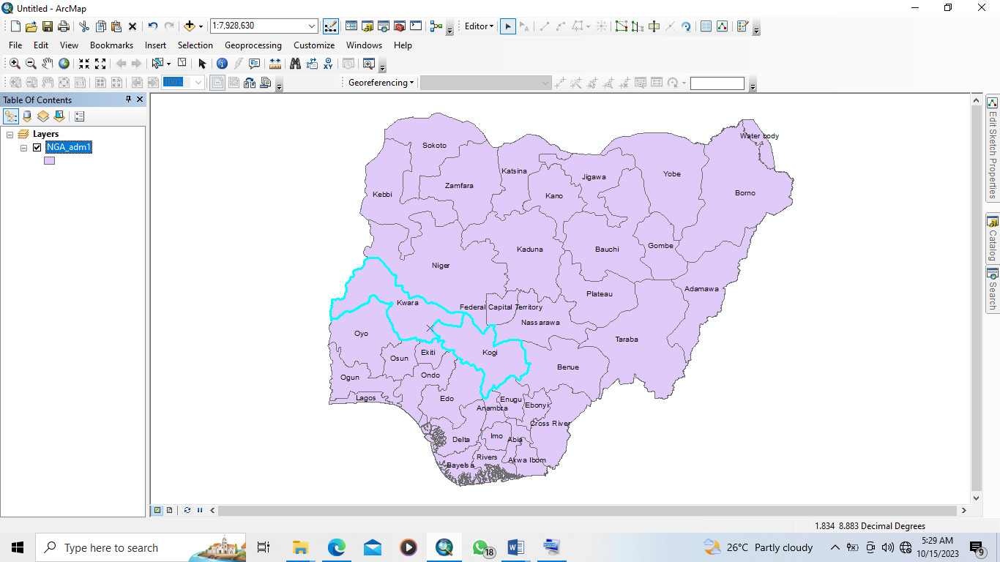 Untitled - ArcMap
1:7,928,630
Editor
File Edit View Bookmarks Insert Selection Geoprocessing Customize Windows Help
100%
Georeferencing
Table Of Contents
Layers
NGA_adm1
Water body
Sokoto
Katsina
Jigawa
Yobe
Zamfara
Kebbi
Kano
Borno
Kaduna
Bauchi
Gombe
Niger
Adamawa
Plateau
Kwara
Federal Capital Territory
Nassarawa
Oyo
Taraba
Kogi
Ekiti
Osun
Benue
Ogun
Ondo
Lagos
Edo
Enugu
Anambra
Ebonyi
Cross River
Imo
Abia
Delta
Rivers
Akwa Ibom
Bayelsa
Edit Sketch Properties
Catalog
Search
1.834 8.883 Decimal Degrees
Type here to search
18
26°C Partly cloudy
5:29 AM
10/15/2023
9